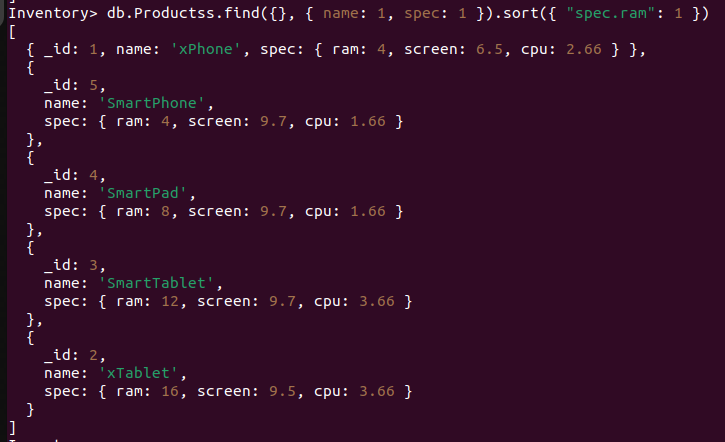 Inventory> db.Productss.find({}, { name: 1, spec: 1 }).sort({ "spec.ram": 1 })
[
  { _id: 1, name: 'xPhone', spec: { ram: 4, screen: 6.5, cpu: 2.66 } },
  {
    _id: 5,
    name: 'SmartPhone',
    spec: { ram: 4, screen: 9.7, cpu: 1.66 }
  },
  {
    _id: 4,
    name: 'SmartPad',
    spec: { ram: 8, screen: 9.7, cpu: 1.66 }
  },
  {
    _id: 3,
    name: 'SmartTablet',
    spec: { ram: 12, screen: 9.7, cpu: 3.66 }
  },
  {
    _id: 2,
    name: 'xTablet',
    spec: { ram: 16, screen: 9.5, cpu: 3.66 }
  }
]